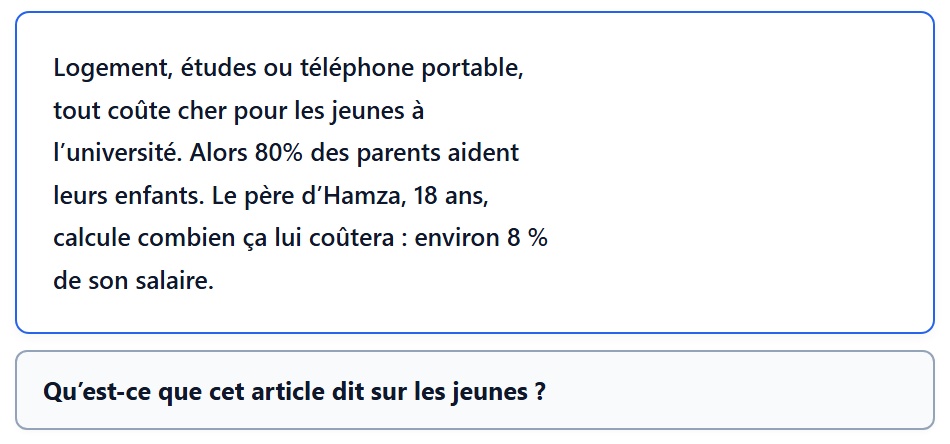 Logement, études ou téléphone portable,
tout coûte cher pour les jeunes à
l’université. Alors 80% des parents aident
leurs enfants. Le père d’Hamza, 18 ans,
calcule combien ça lui coûtera : environ 8 %
de son salaire.
Qu’est-ce que cet article dit sur les jeunes ?